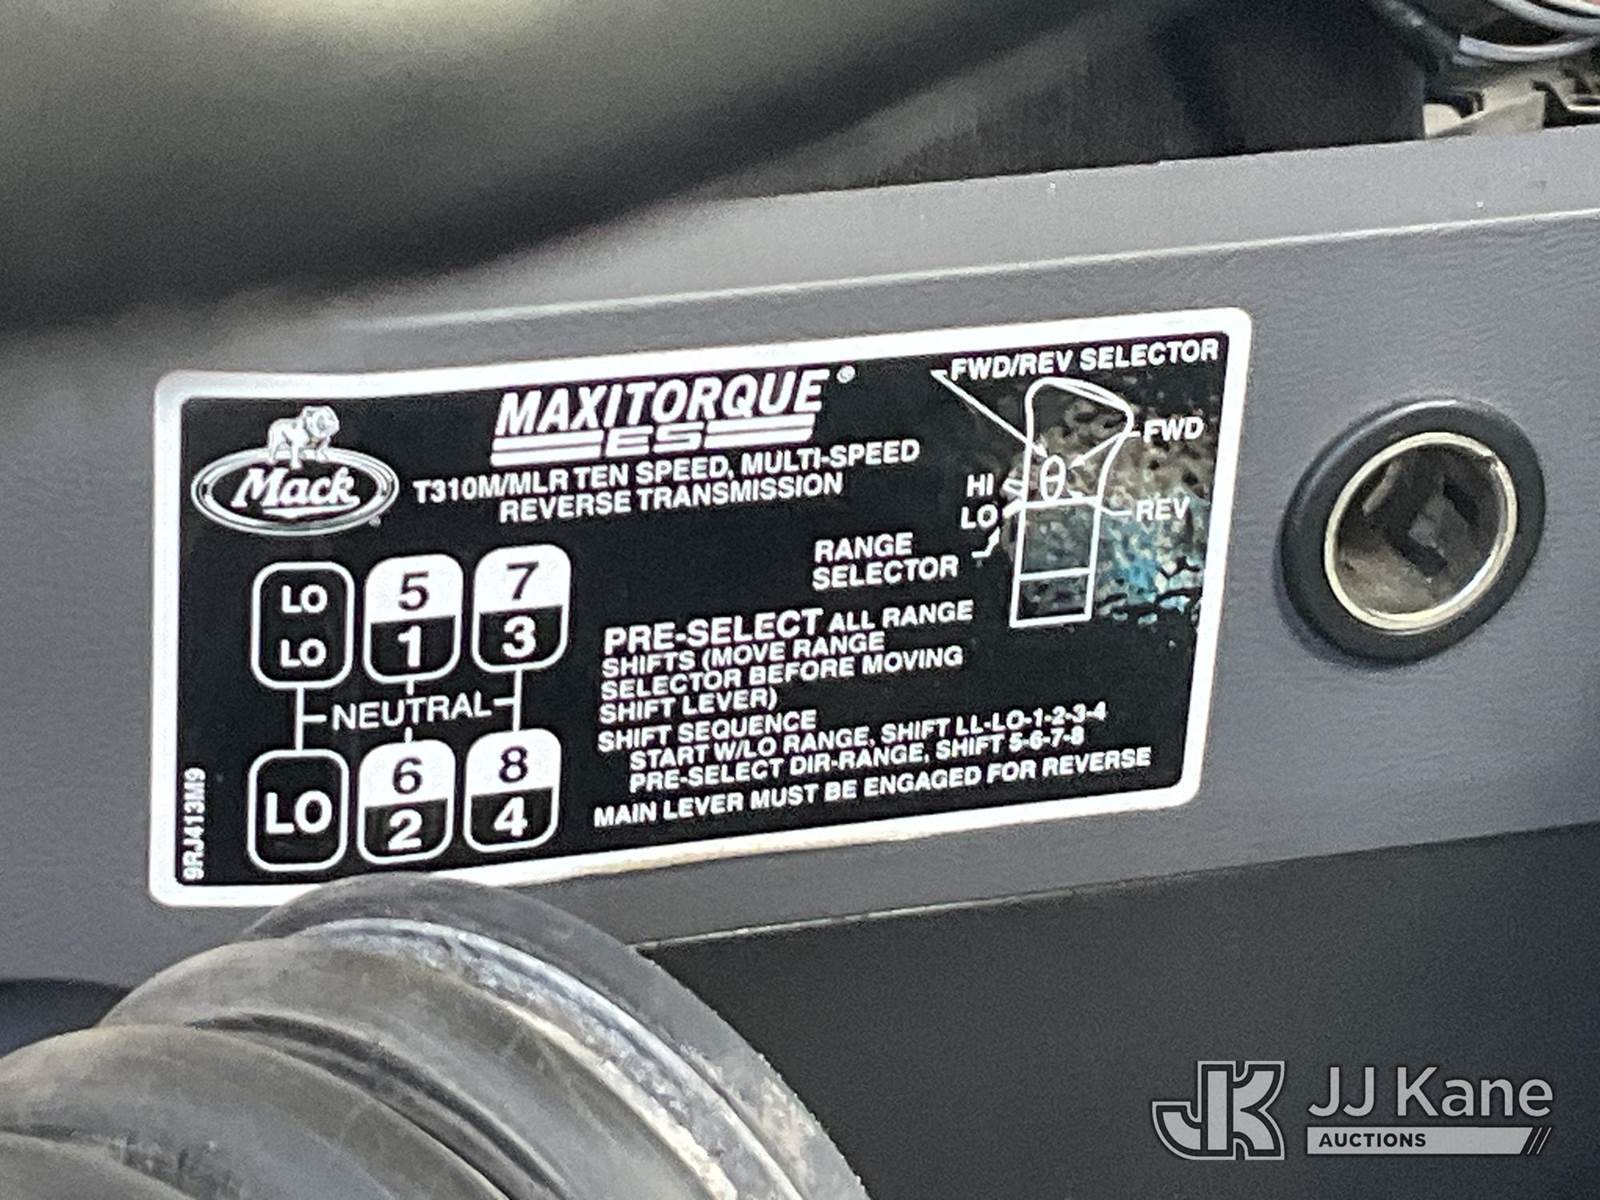 MAXITORQUE®
ES
Mack
T310M/MLR TEN SPEED, MULTI-SPEED
REVERSE TRANSMISSION
FWD/REV SELECTOR
FWD
HI
LO
REV
RANGE
SELECTOR
LO
LO
5
1
7
3
NEUTRAL
LO
6
2
8
4
PRE-SELECT ALL RANGE
SHIFTS (MOVE RANGE
SELECTOR BEFORE MOVING
SHIFT LEVER)
SHIFT SEQUENCE
START W/LO RANGE, SHIFT LL-LO-1-2-3-4
PRE-SELECT DIR-RANGE, SHIFT 5-6-7-8
MAIN LEVER MUST BE ENGAGED FOR REVERSE
9RJ413M9
JK
JJ Kane
AUCTIONS